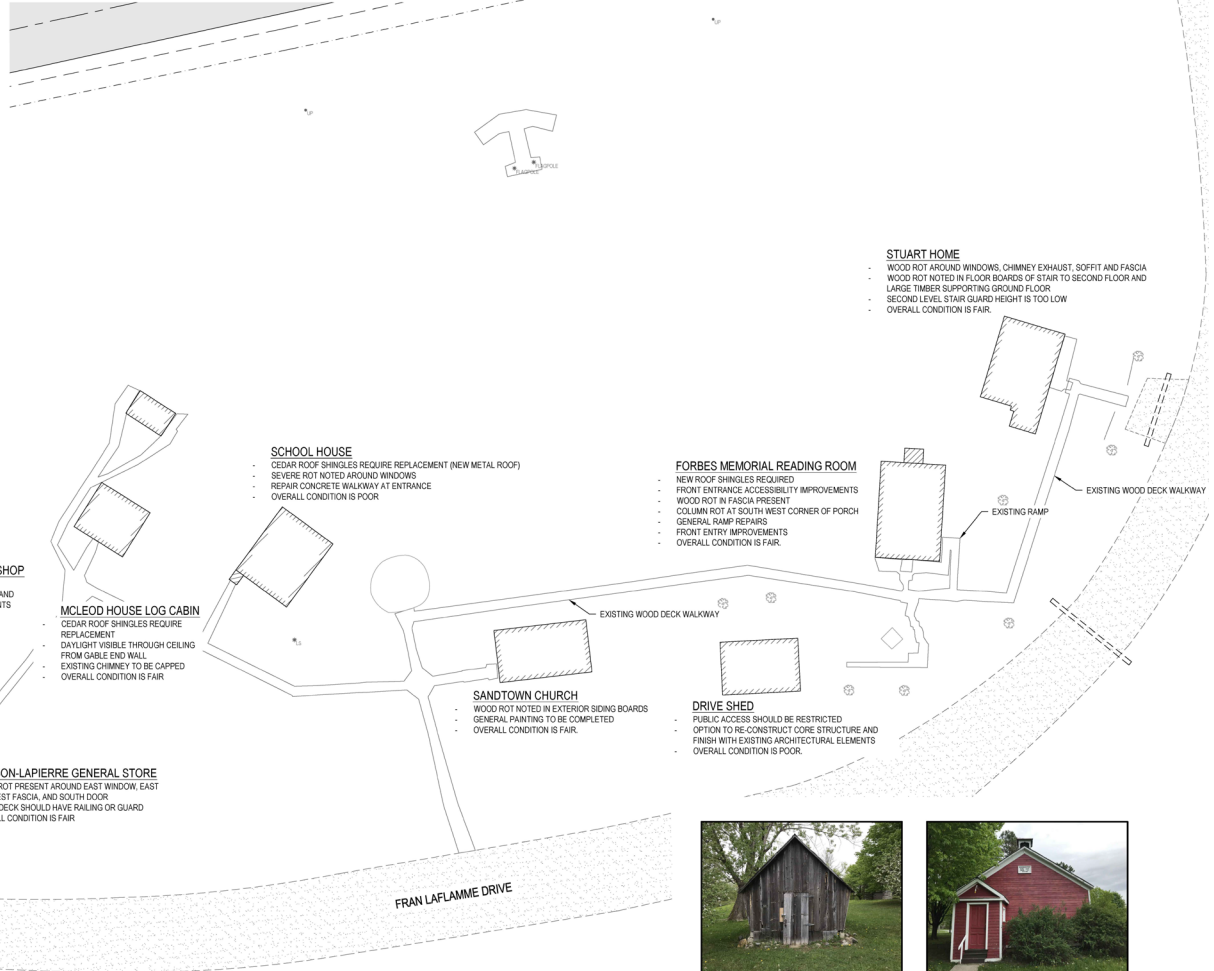 UP
UP
FLAGPOLE
FLAGPOLE
STUART HOME
- WOOD ROT AROUND WINDOWS, CHIMNEY EXHAUST, SOFFIT AND FASCIA
- WOOD ROT NOTED IN FLOOR BOARDS OF STAIR TO SECOND FLOOR AND
LARGE TIMBER SUPPORTING GROUND FLOOR
- SECOND LEVEL STAIR GUARD HEIGHT IS TOO LOW
- OVERALL CONDITION IS FAIR.
SCHOOL HOUSE
- CEDAR ROOF SHINGLES REQUIRE REPLACEMENT (NEW METAL ROOF)
- SEVERE ROT NOTED AROUND WINDOWS
- REPAIR CONCRETE WALKWAY AT ENTRANCE
- OVERALL CONDITION IS POOR
FORBES MEMORIAL READING ROOM
- NEW ROOF SHINGLES REQUIRED
- FRONT ENTRANCE ACCESSIBILITY IMPROVEMENTS
- WOOD ROT IN FASCIA PRESENT
- COLUMN ROT AT SOUTH WEST CORNER OF PORCH
- GENERAL RAMP REPAIRS
- FRONT ENTRY IMPROVEMENTS
- OVERALL CONDITION IS FAIR.
EXISTING WOOD DECK WALKWAY
EXISTING RAMP
SHOP
AND
NTS
MCLEOD HOUSE LOG CABIN
- CEDAR ROOF SHINGLES REQUIRE
REPLACEMENT
- DAYLIGHT VISIBLE THROUGH CEILING
FROM GABLE END WALL
- EXISTING CHIMNEY TO BE CAPPED
- OVERALL CONDITION IS FAIR
EXISTING WOOD DECK WALKWAY
LS
SANDTOWN CHURCH
- WOOD ROT NOTED IN EXTERIOR SIDING BOARDS
- GENERAL PAINTING TO BE COMPLETED
- OVERALL CONDITION IS FAIR.
DRIVE SHED
- PUBLIC ACCESS SHOULD BE RESTRICTED
- OPTION TO RE-CONSTRUCT CORE STRUCTURE AND
FINISH WITH EXISTING ARCHITECTURAL ELEMENTS
- OVERALL CONDITION IS POOR.
ON-LAPIERRE GENERAL STORE
ROT PRESENT AROUND EAST WINDOW, EAST
EST FASCIA, AND SOUTH DOOR
DECK SHOULD HAVE RAILING OR GUARD
LL CONDITION IS FAIR
FRAN LAFLAMME DRIVE